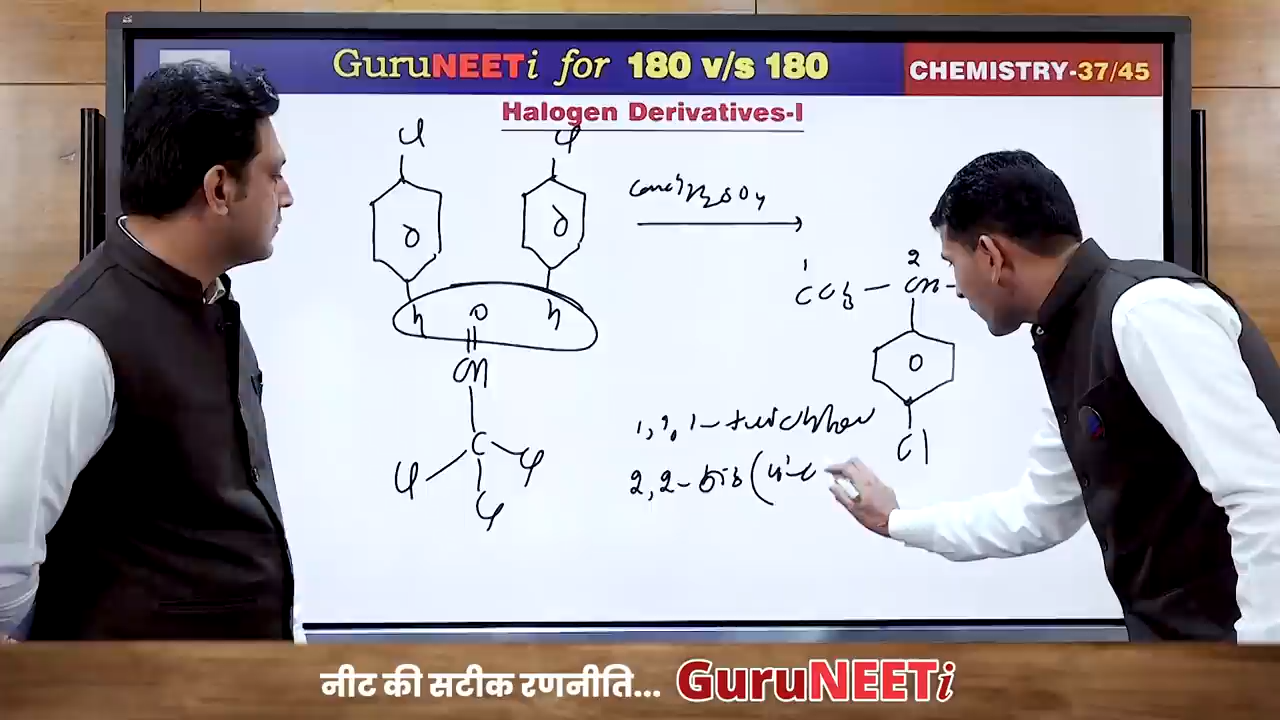 GuruNEETi for 180 v/s 180
CHEMISTRY-37/45
Halogen Derivatives-I
Cl Cl
conc. H2SO4
H O H
CH
C
Cl Cl
Cl
1 2
CCl3 — CH —
Cl
1, 1, 1 -
2, 2 - bis (4'-c
नीट की सटीक रणनीति... GuruNEETi